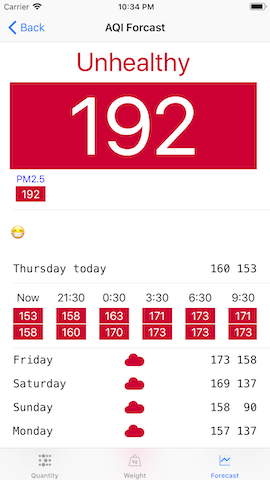 Carrier 10:34 PM
Back AQI Forcast
Unhealthy
192
PM2.5
192
Thursday today 160 153
Now 21:30 0:30 3:30 6:30 9:30
153 158 163 171 173 171
158 160 170 173 173 173
Friday 173 158
Saturday 169 137
Sunday 158 90
Monday 157 137
Quantity Weight Forecast